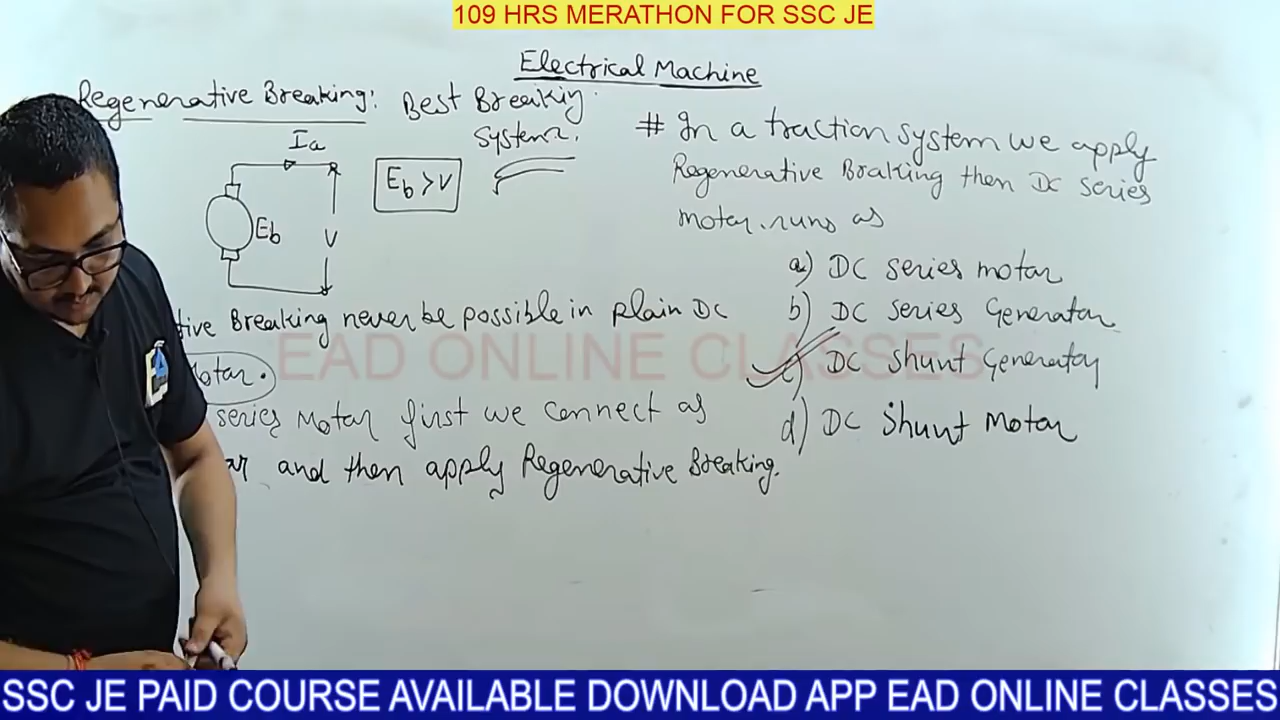 109 HRS MERATHON FOR SSC JE
Electrical Machine
Regenerative Breaking: Best Breaking
System.
Ia
Eb
V
Eb > V
tive Breaking never be possible in plain DC
Motor.
series Motor first we connect as
and then apply Regenerative Breaking.
# In a traction system we apply
Regenerative Braking then DC series
motor runs as
a) DC series motor
b) DC series Generator
c) DC Shunt Generator
d) DC Shunt Motor
EAD ONLINE CLASSES
SSC JE PAID COURSE AVAILABLE DOWNLOAD APP EAD ONLINE CLASSES